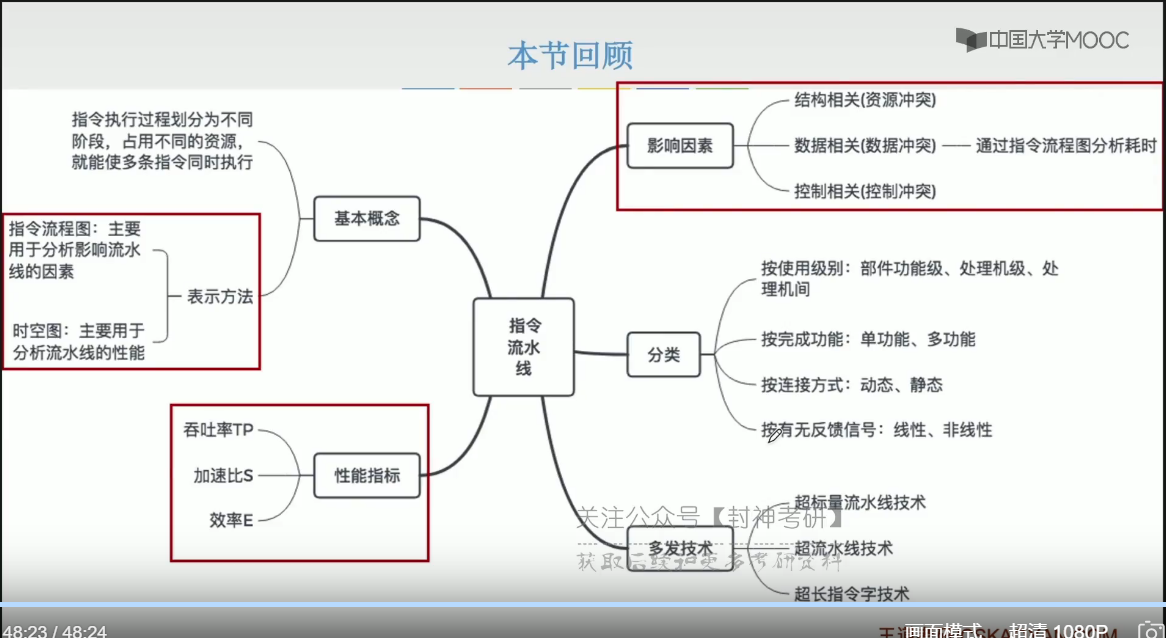 中国大学MOOC
本节回顾
指令执行过程划分为不同
阶段，占用不同的资源，
就能使多条指令同时执行
基本概念
指令流程图：主要
用于分析影响流水
线的因素
表示方法
时空图：主要用于
分析流水线的性能
吞吐率TP
加速比S
效率E
性能指标
指令
流水
线
影响因素
结构相关(资源冲突)
数据相关(数据冲突)
通过指令流程图分析耗时
控制相关(控制冲突)
分类
按使用级别：部件功能级、处理机级、处
理机间
按完成功能：单功能、多功能
按连接方式：动态、静态
按有无反馈信号：线性、非线性
多发技术
超标量流水线技术
超流水线技术
超长指令字技术
关注公众号【封神考研】
获取后续和更多考研资料
48:23 / 48:24
画面模式
超清 1080P